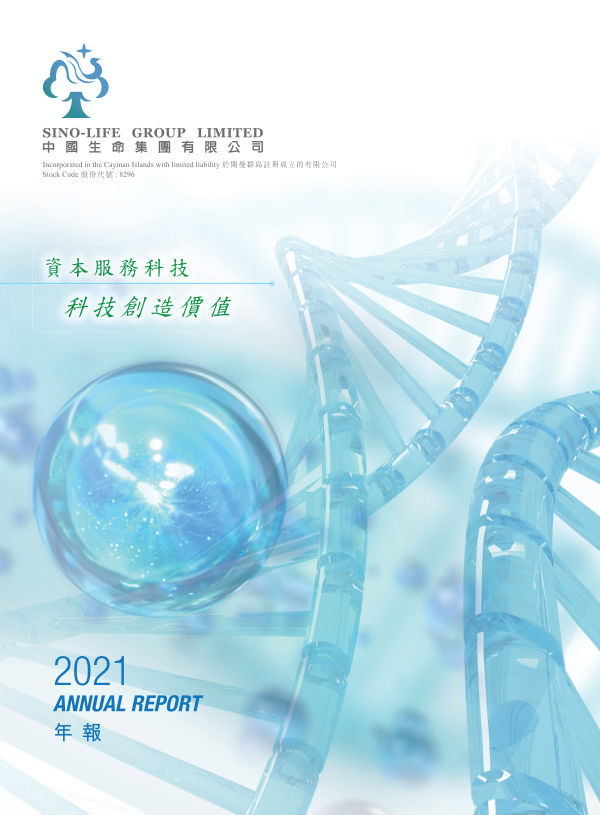 SINO-LIFE GROUP LIMITED
中國生命集團有限公司
Incorporated in the Cayman Islands with limited liability 於開曼群島註冊成立的有限公司
Stock Code 股份代號 : 8296
資本服務科技
科技創造價值
2021
ANNUAL REPORT
年報